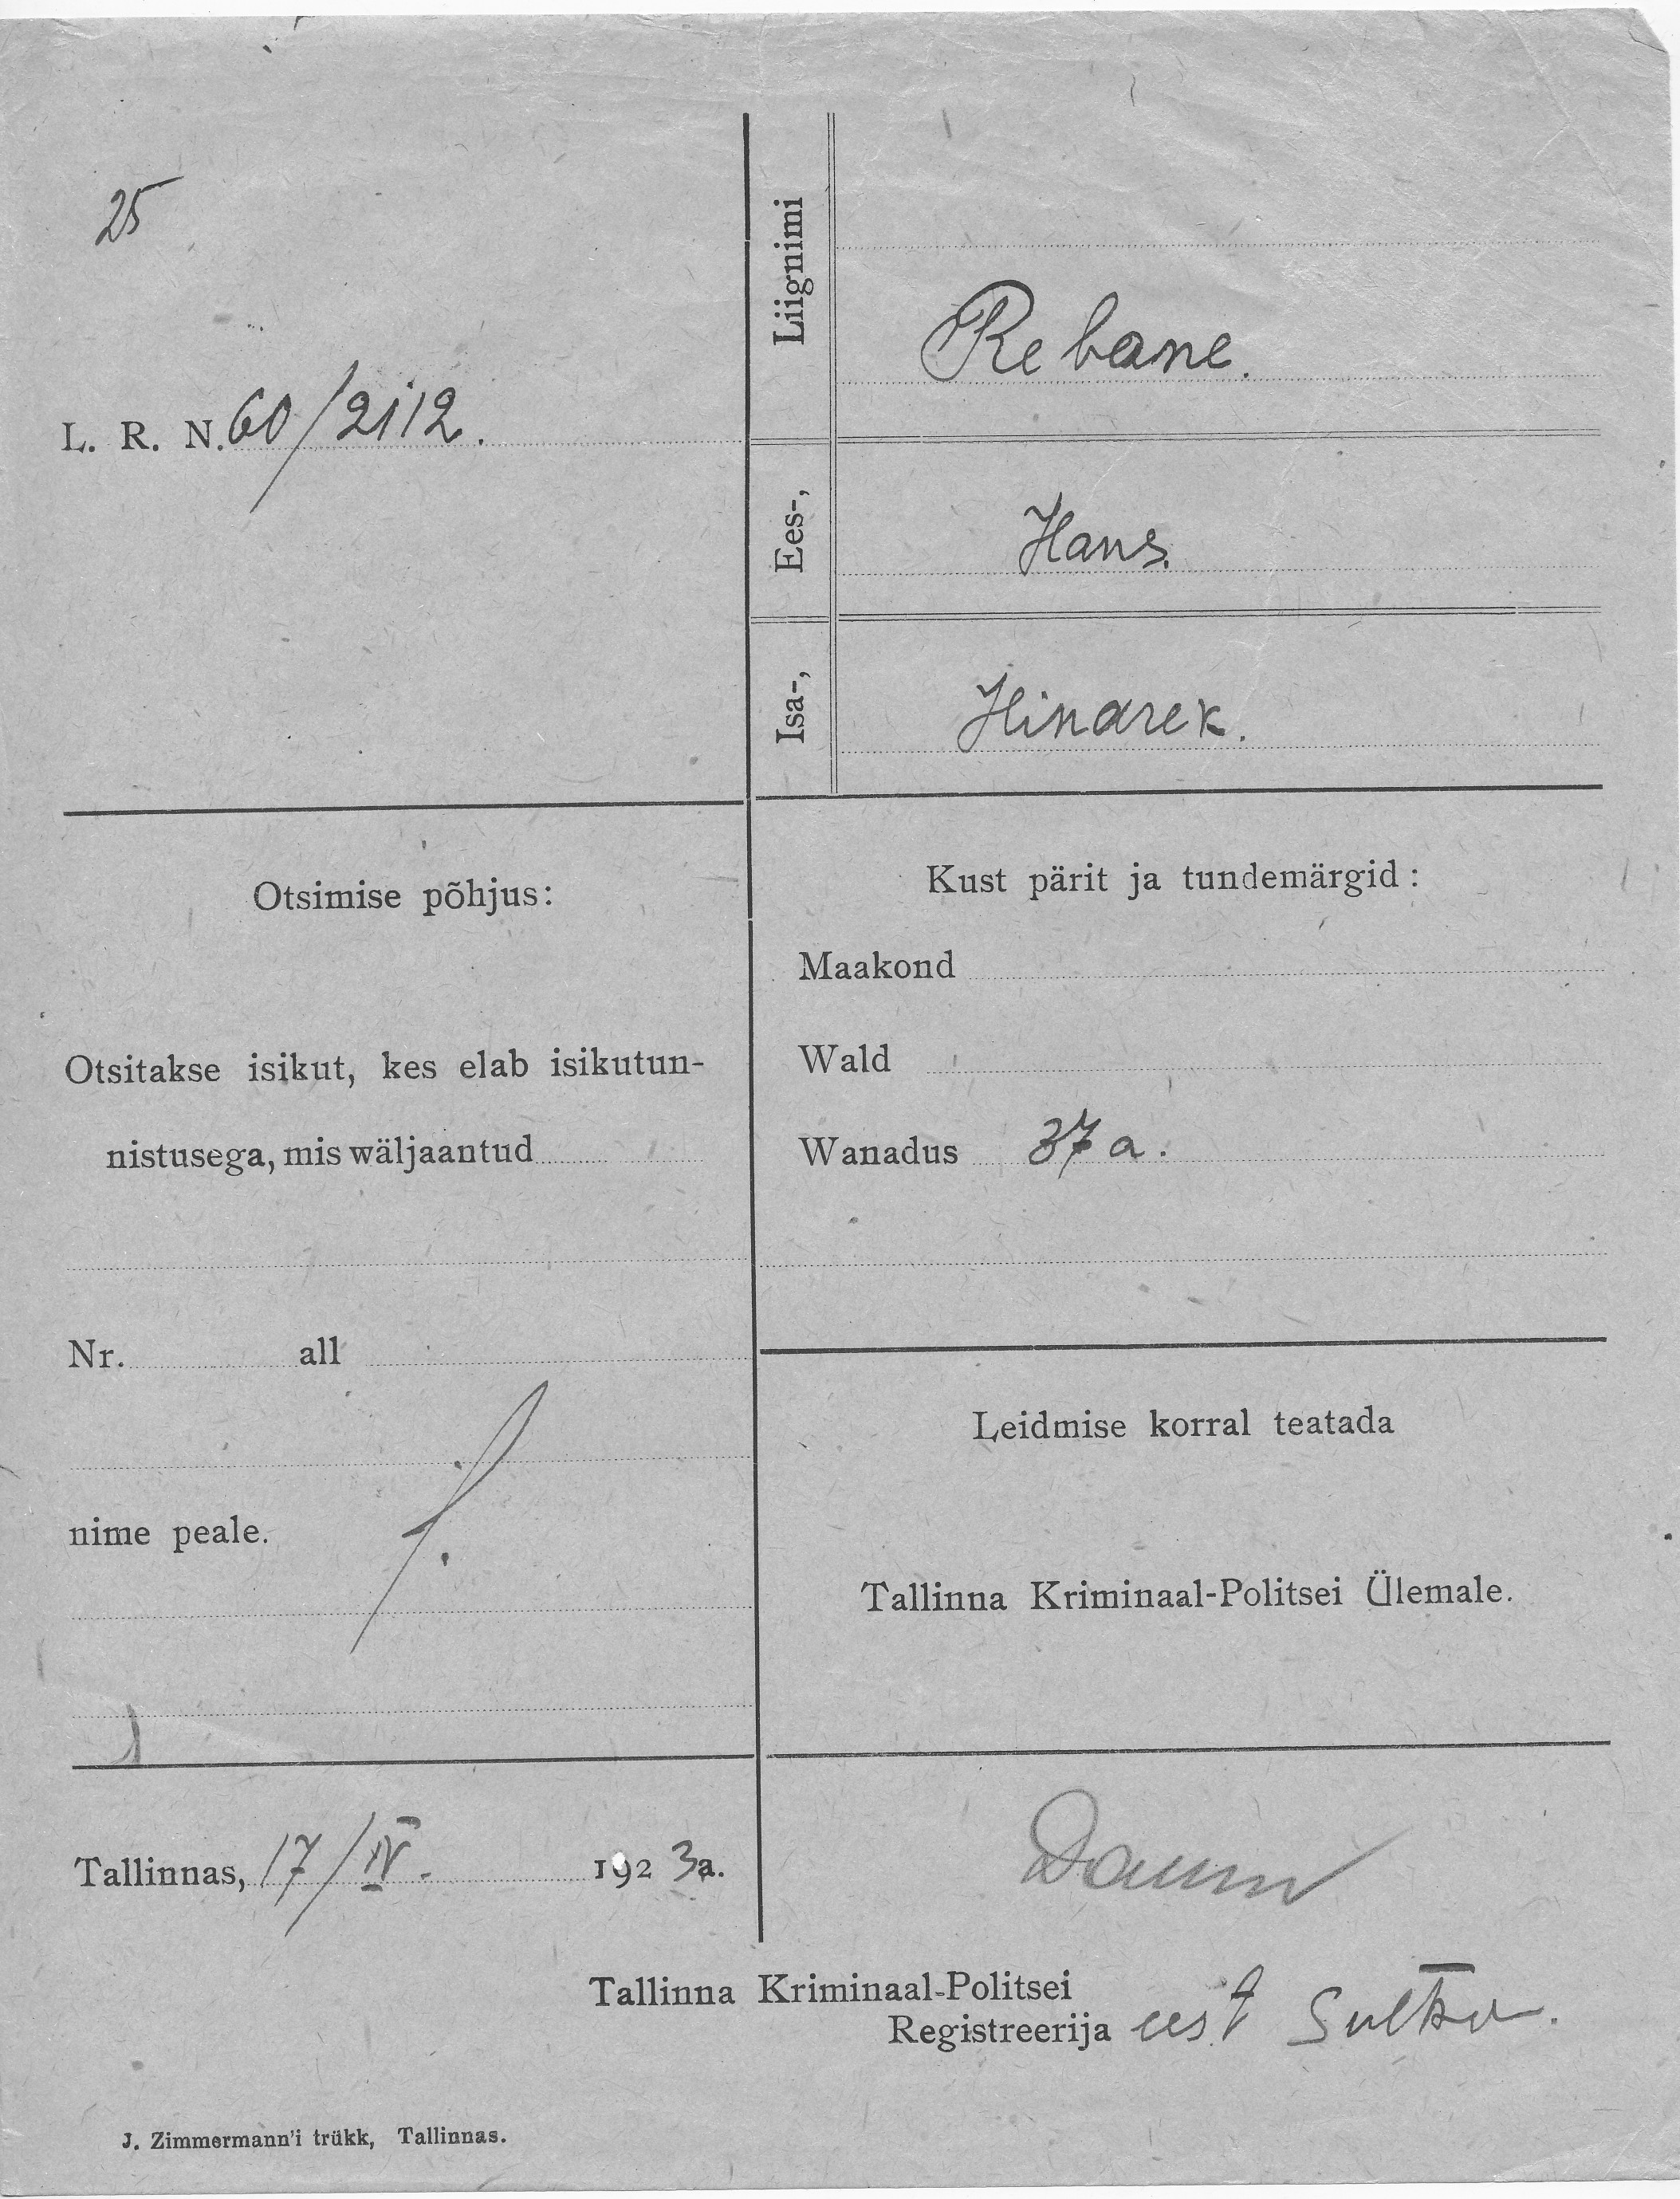 25
L. R. N. 60/2112.
Liignimi
Rebane.
Ees-,
Hans.
Isa-,
Hindrek.
Otsimise põhjus:
Otsitakse isikut, kes elab isikutun-
nistusega, mis wäljaantud
Nr. all
nime peale.
Kust pärit ja tundemärgid:
Maakond
Wald
Wanadus 37 a.
Leidmise korral teatada
Tallinna Kriminaal-Politsei Ülemale.
Tallinnas, 17/IV. 1923a.
Tallinna Kriminaal-Politsei
Registreerija eest
J. Zimmermann'i trükk, Tallinnas.